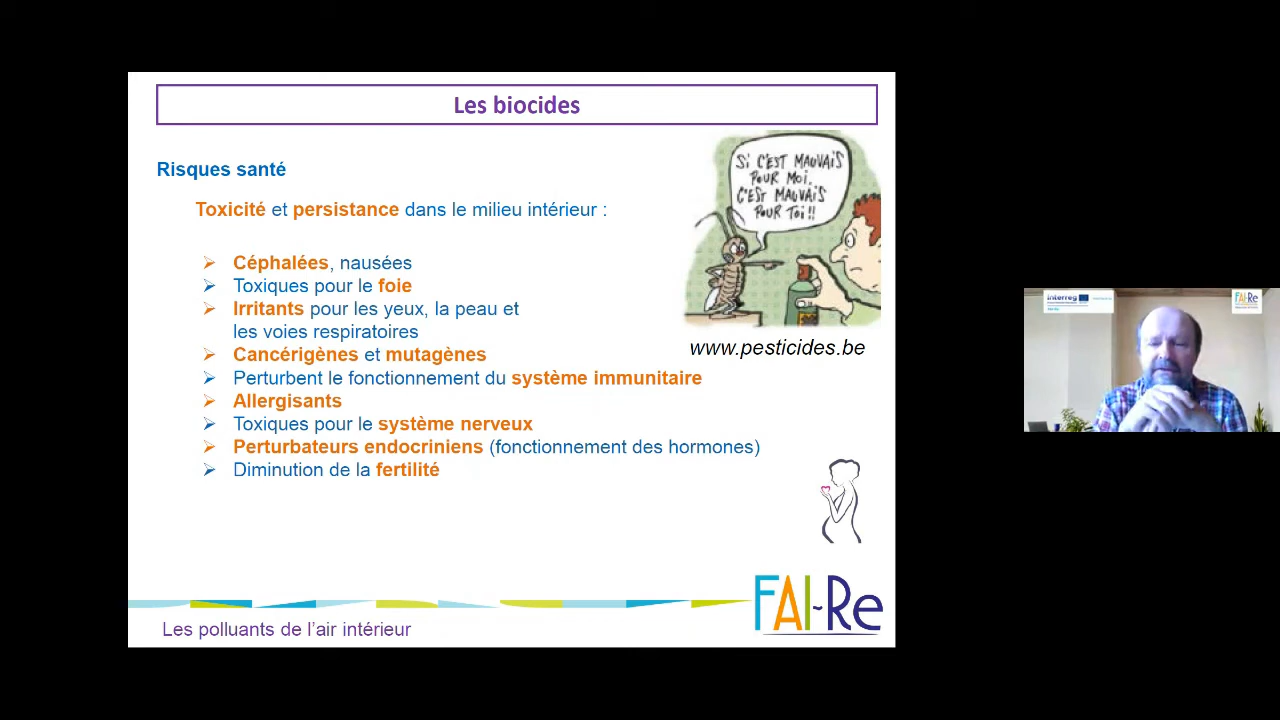 Les biocides
Risques santé
Toxicité et persistance dans le milieu intérieur :
Si C'EST MAUVAIS
POUR MOI,
C'EST MAUVAIS
POUR TOI !!
www.pesticides.be
➢ Céphalées, nausées
➢ Toxiques pour le foie
➢ Irritants pour les yeux, la peau et
les voies respiratoires
➢ Cancérigènes et mutagènes
➢ Perturbent le fonctionnement du système immunitaire
➢ Allergisants
➢ Toxiques pour le système nerveux
➢ Perturbateurs endocriniens (fonctionnement des hormones)
➢ Diminution de la fertilité
Les polluants de l’air intérieur
FAI~Re
Interreg
FAI-Re